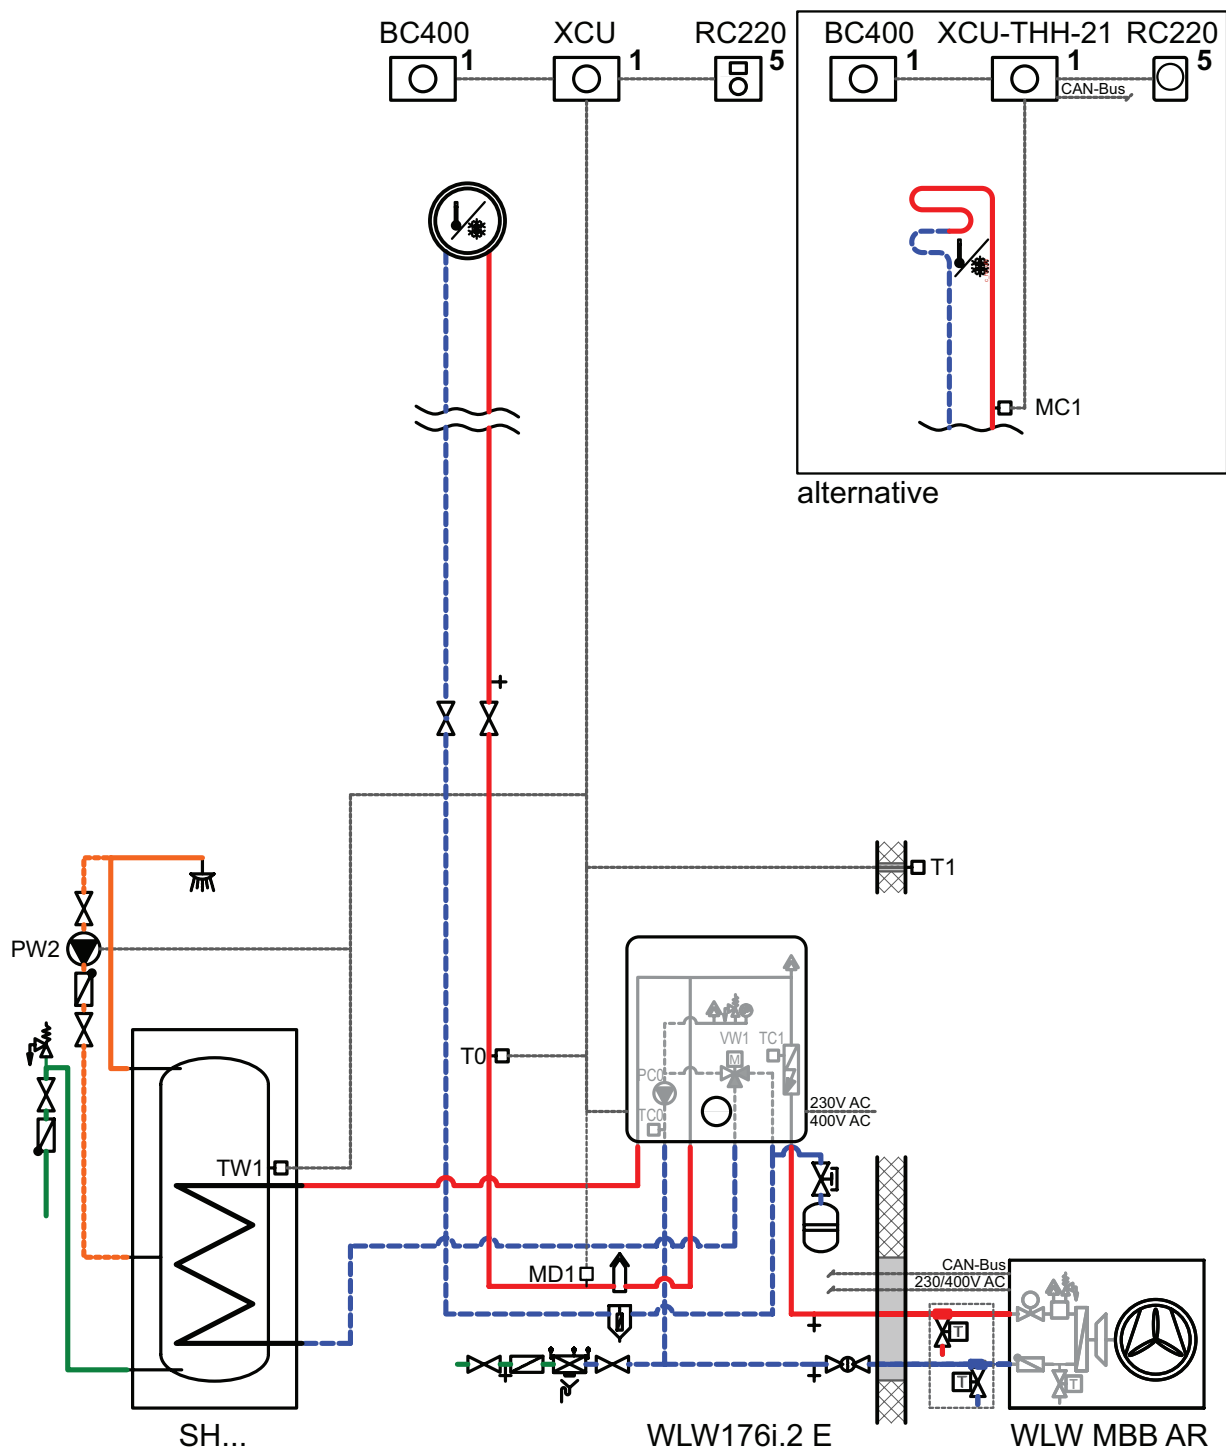 BC400 XCU RC220
1 1 5
BC400 XCU-THH-21 RC220
1 1 5
CAN-Bus
MC1
alternative
T1
PW2
VW1 TC1
M
T0
PC0
TC0
230V AC
400V AC
TW1
CAN-Bus
MD1
230/400V AC
T
T
T
SH...
WLW176i.2 E
WLW MBB AR